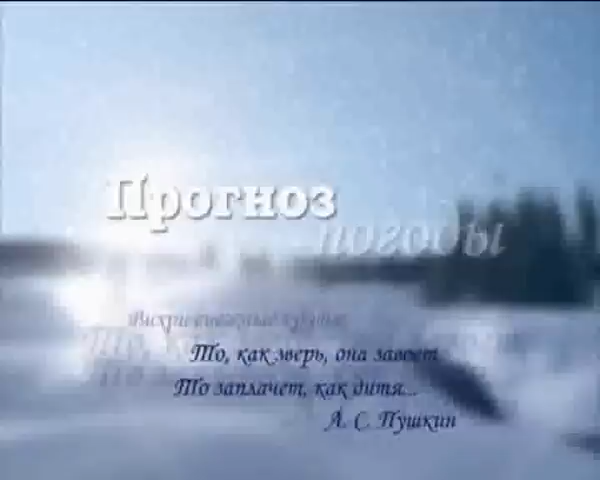 Прогноз
погоды
То, как зверь, она завоет
То заплачет, как дитя...
А. С. Пушкин